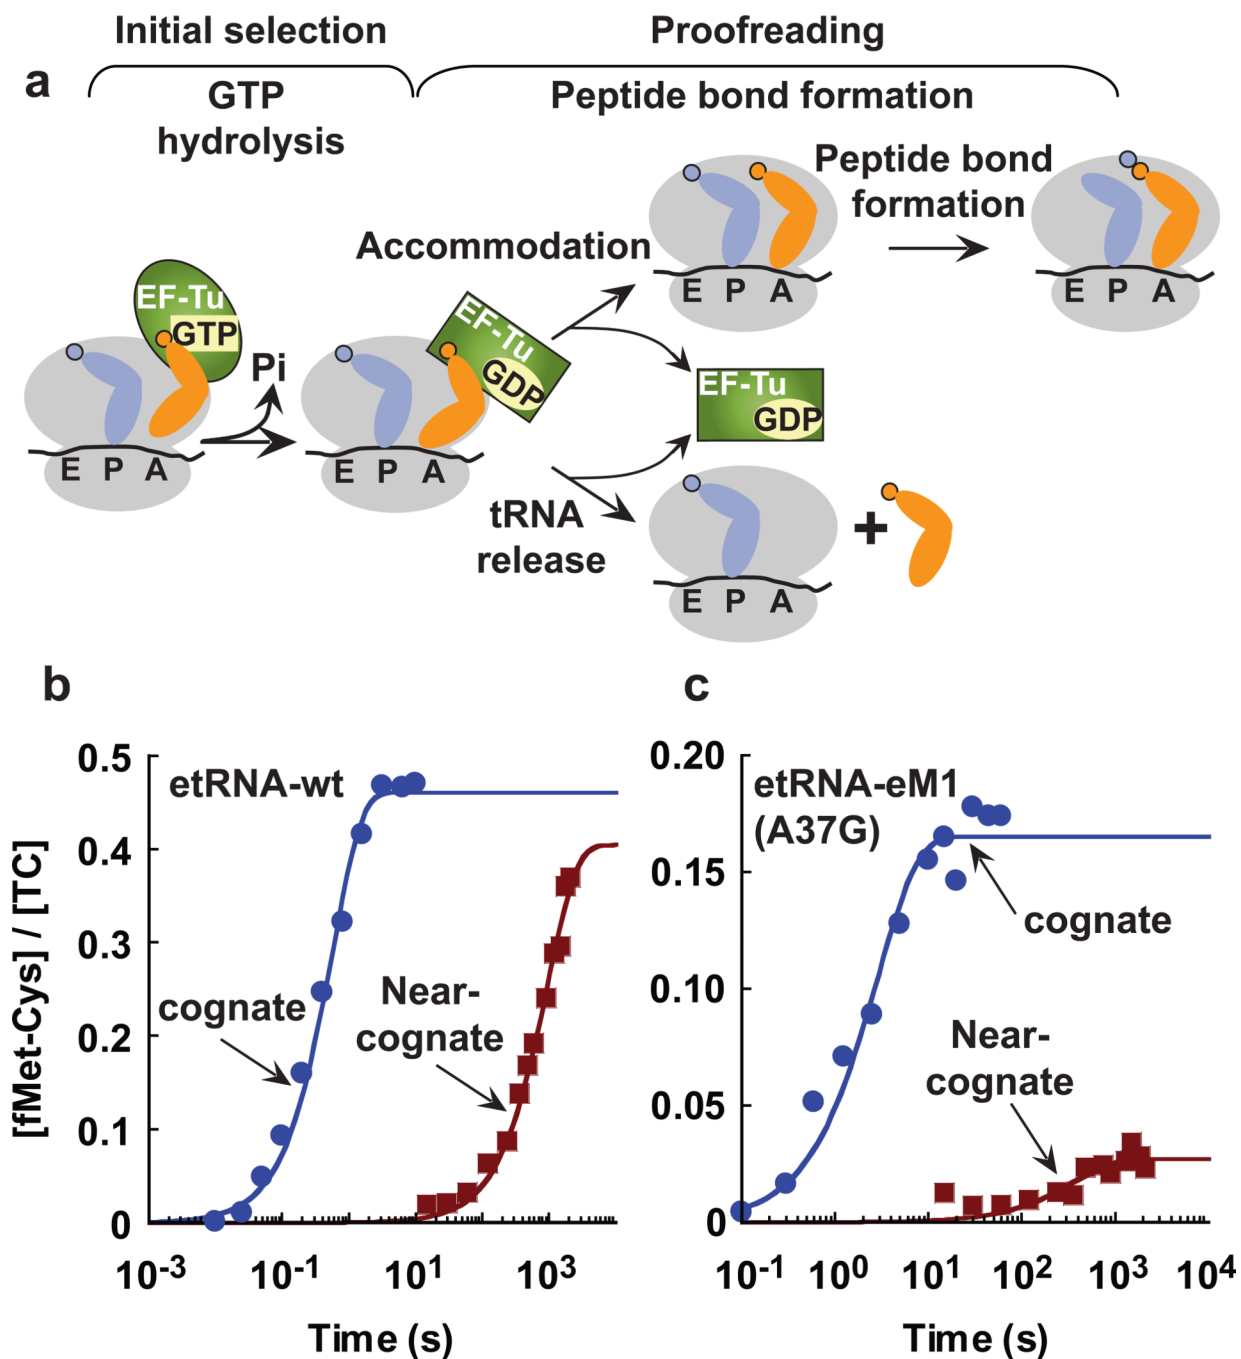 Initial selection
Proofreading
a
GTP
hydrolysis
Peptide bond formation
Peptide bond
formation
Accommodation
EF-Tu
GTP
Pi
EF-Tu
GDP
E P A
E P A
E P A
E P A
EF-Tu
GDP
tRNA
release
+
E P A
b
[fMet-Cys] / [TC]
0.5
0.4
0.3
0.2
0.1
0
etRNA-wt
cognate
Near-
cognate
10-3 10-1 101 103
Time (s)
c
0.20
0.15
0.10
0.05
0
etRNA-eM1
(A37G)
cognate
Near-
cognate
10-1 100 101 102 103 104
Time (s)